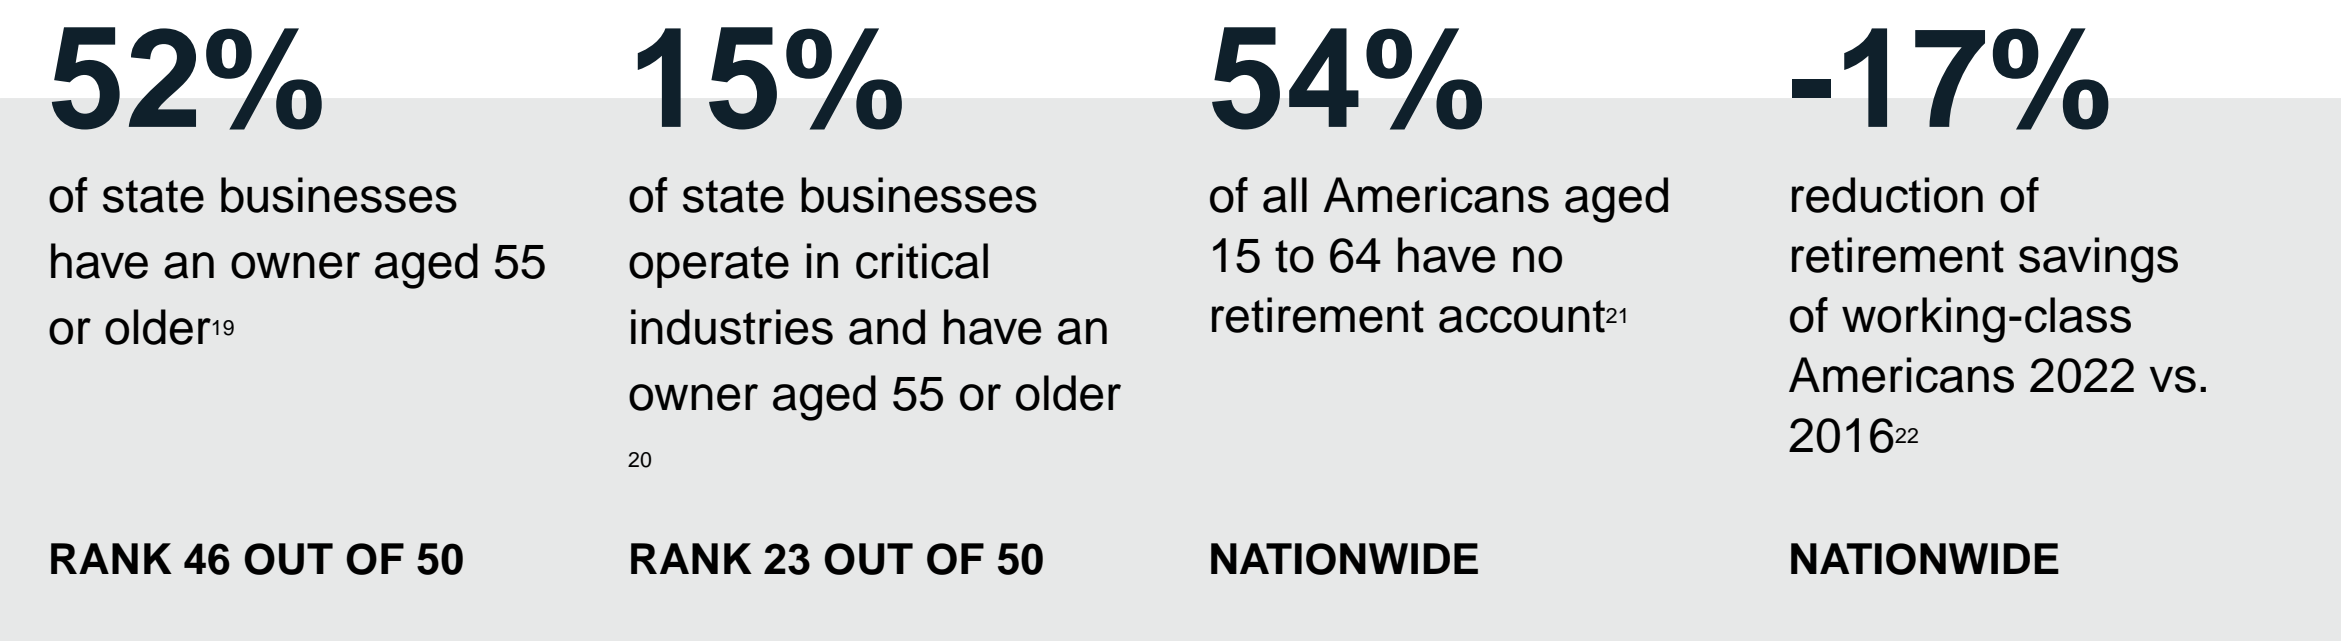 52%
of state businesses
have an owner aged 55
or older19
RANK 46 OUT OF 50
15%
of state businesses
operate in critical
industries and have an
owner aged 55 or older
20
RANK 23 OUT OF 50
54%
of all Americans aged
15 to 64 have no
retirement account21
NATIONWIDE
-17%
reduction of
retirement savings
of working-class
Americans 2022 vs.
201622
NATIONWIDE